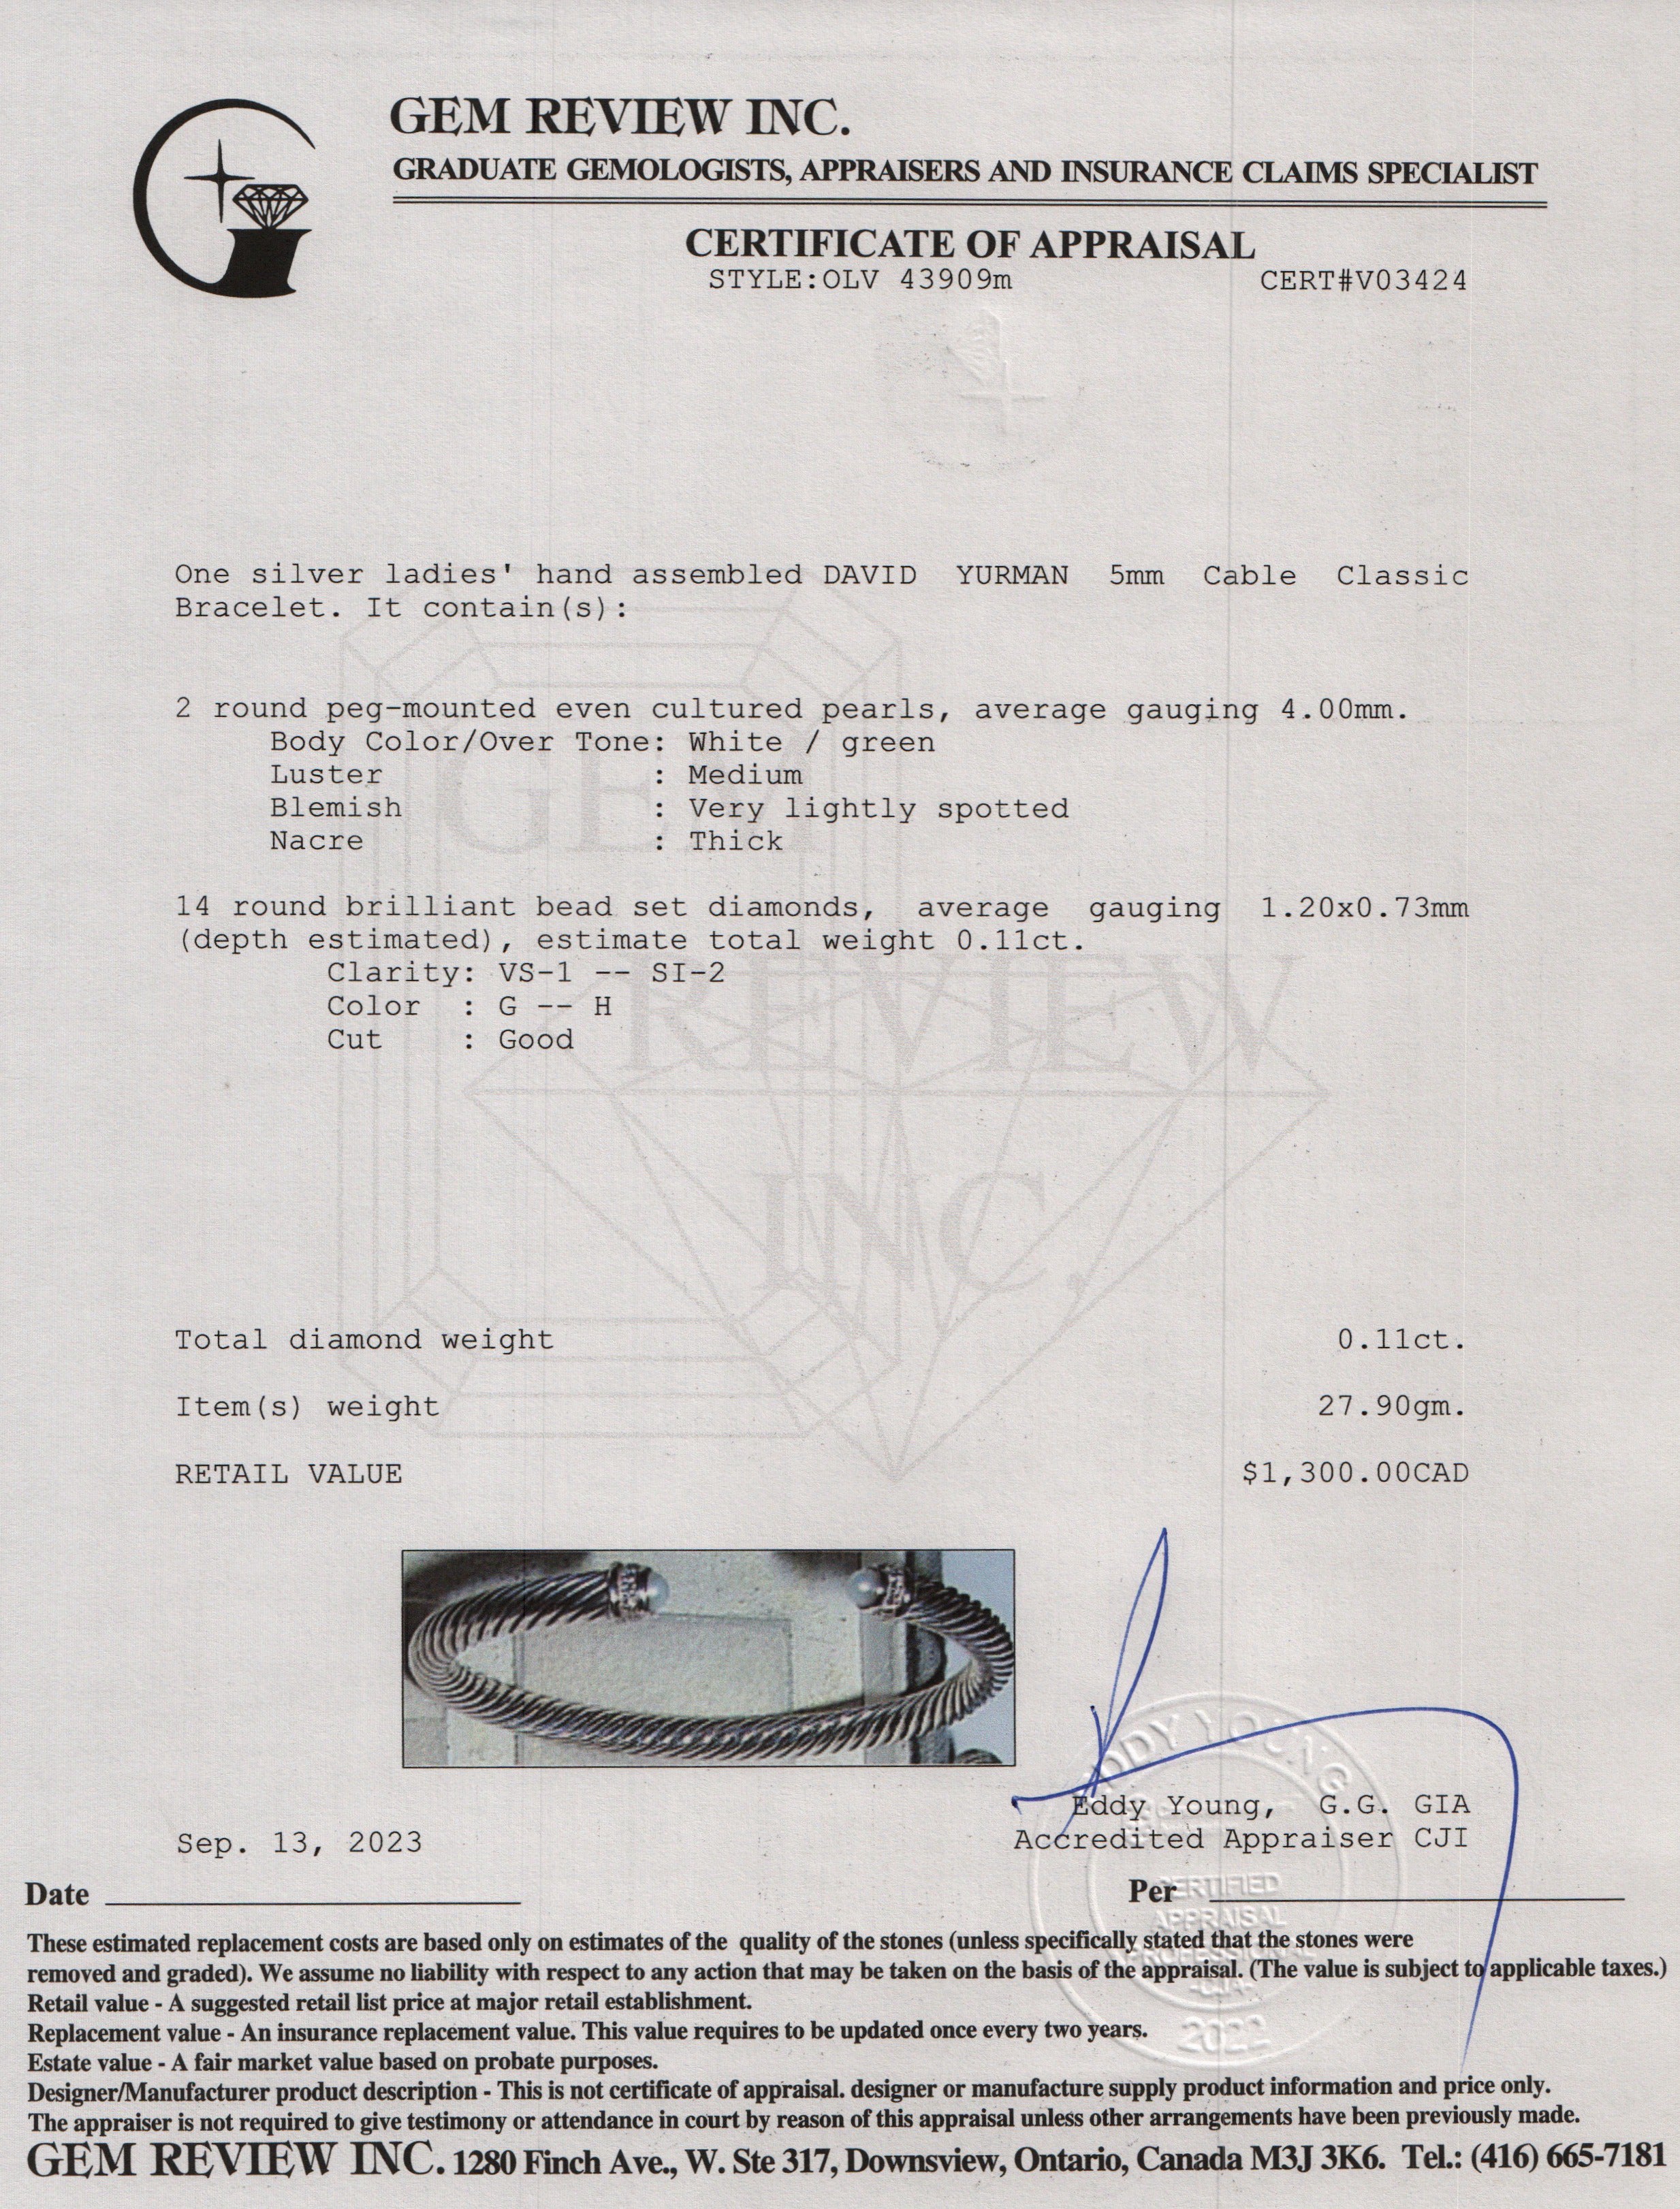 GEM REVIEW INC.
GRADUATE GEMOLOGISTS, APPRAISERS AND INSURANCE CLAIMS SPECIALIST
CERTIFICATE OF APPRAISAL
STYLE:OLV 43909m CERT#V03424
One silver ladies' hand assembled DAVID YURMAN 5mm Cable Classic
Bracelet. It contain(s):
2 round peg-mounted even cultured pearls, average gauging 4.00mm.
Body Color/Over Tone: White / green
Luster : Medium
Blemish : Very lightly spotted
Nacre : Thick
14 round brilliant bead set diamonds, average gauging 1.20x0.73mm
(depth estimated), estimate total weight 0.11ct.
Clarity: VS-1 -- SI-2
Color : G -- H
Cut : Good
GEM
REVIEW
INC.
Total diamond weight 0.11ct.
Item(s) weight 27.90gm.
RETAIL VALUE $1,300.00CAD
EDDY YOUNG
Eddy Young, G.G. GIA
Sep. 13, 2023 Accredited Appraiser CJI
Date Per
CERTIFIED
APPRAISAL
PROFESSIONAL
2022
These estimated replacement costs are based only on estimates of the quality of the stones (unless specifically stated that the stones were
removed and graded). We assume no liability with respect to any action that may be taken on the basis of the appraisal. (The value is subject to applicable taxes.)
Retail value - A suggested retail list price at major retail establishment.
Replacement value - An insurance replacement value. This value requires to be updated once every two years.
Estate value - A fair market value based on probate purposes.
Designer/Manufacturer product description - This is not certificate of appraisal. designer or manufacture supply product information and price only.
The appraiser is not required to give testimony or attendance in court by reason of this appraisal unless other arrangements have been previously made.
GEM REVIEW INC. 1280 Finch Ave., W. Ste 317, Downsview, Ontario, Canada M3J 3K6. Tel.: (416) 665-7181